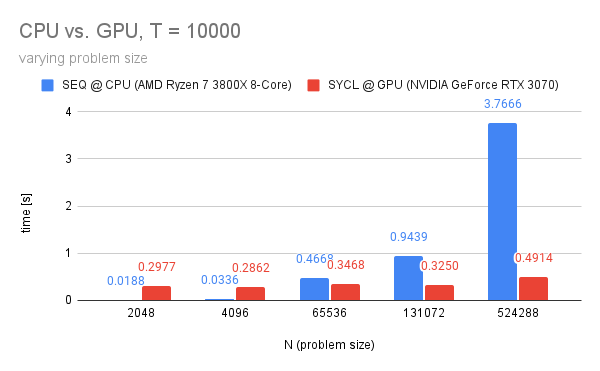 CPU vs. GPU, T = 10000
varying problem size
SEQ @ CPU (AMD Ryzen 7 3800X 8-Core) SYCL @ GPU (NVIDIA GeForce RTX 3070)
4
3
2
1
0
time [s]
0.0188 0.2977 0.0336 0.2862 0.4668 0.3468 0.9439 0.3250 3.7666 0.4914
2048 4096 65536 131072 524288
N (problem size)